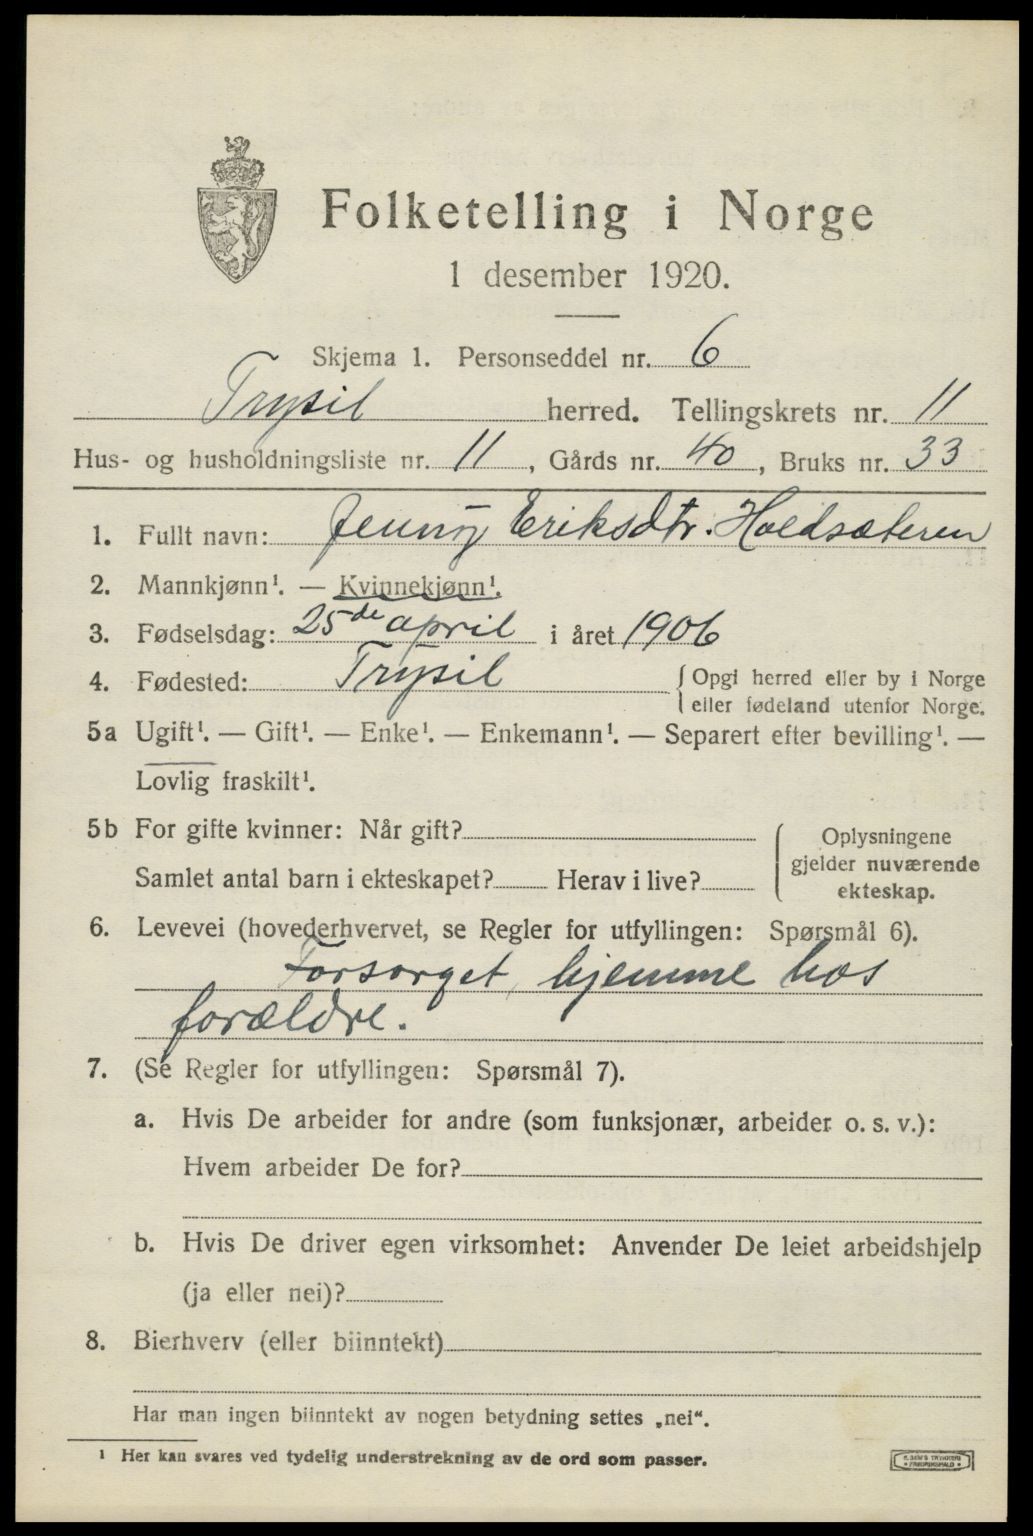 Folketelling i Norge
1 desember 1920.
Skjema 1. Personseddel nr. 6
Trysil herred. Tellingskrets nr. 11
Hus- og husholdningsliste nr. 11, Gårds nr. 40, Bruks nr. 33
1. Fullt navn: Jenny Eriksdtr. Holdsæteren
2. Mannkjønn¹. — Kvinnekjønn¹.
3. Fødselsdag: 25de april i året 1906
4. Fødested: Trysil { Opgi herred eller by i Norge
eller fødeland utenfor Norge.
5a Ugift¹. — Gift¹. — Enke¹. — Enkemann¹. — Separert efter bevilling¹. —
Lovlig fraskilt¹.
5b For gifte kvinner: Når gift?
Samlet antal barn i ekteskapet? Herav i live?
{ Oplysningene
gjelder nuværende
ekteskap.
6. Levevei (hovederhvervet, se Regler for utfyllingen: Spørsmål 6).
Forsørget, hjemme hos
forældre.
7. (Se Regler for utfyllingen: Spørsmål 7).
a. Hvis De arbeider for andre (som funksjonær, arbeider o. s. v.):
Hvem arbeider De for?
b. Hvis De driver egen virksomhet: Anvender De leiet arbeidshjelp
(ja eller nei)?
8. Bierhverv (eller biinntekt)
Har man ingen biinntekt av nogen betydning settes „nei“.
¹ Her kan svares ved tydelig understrekning av de ord som passer.